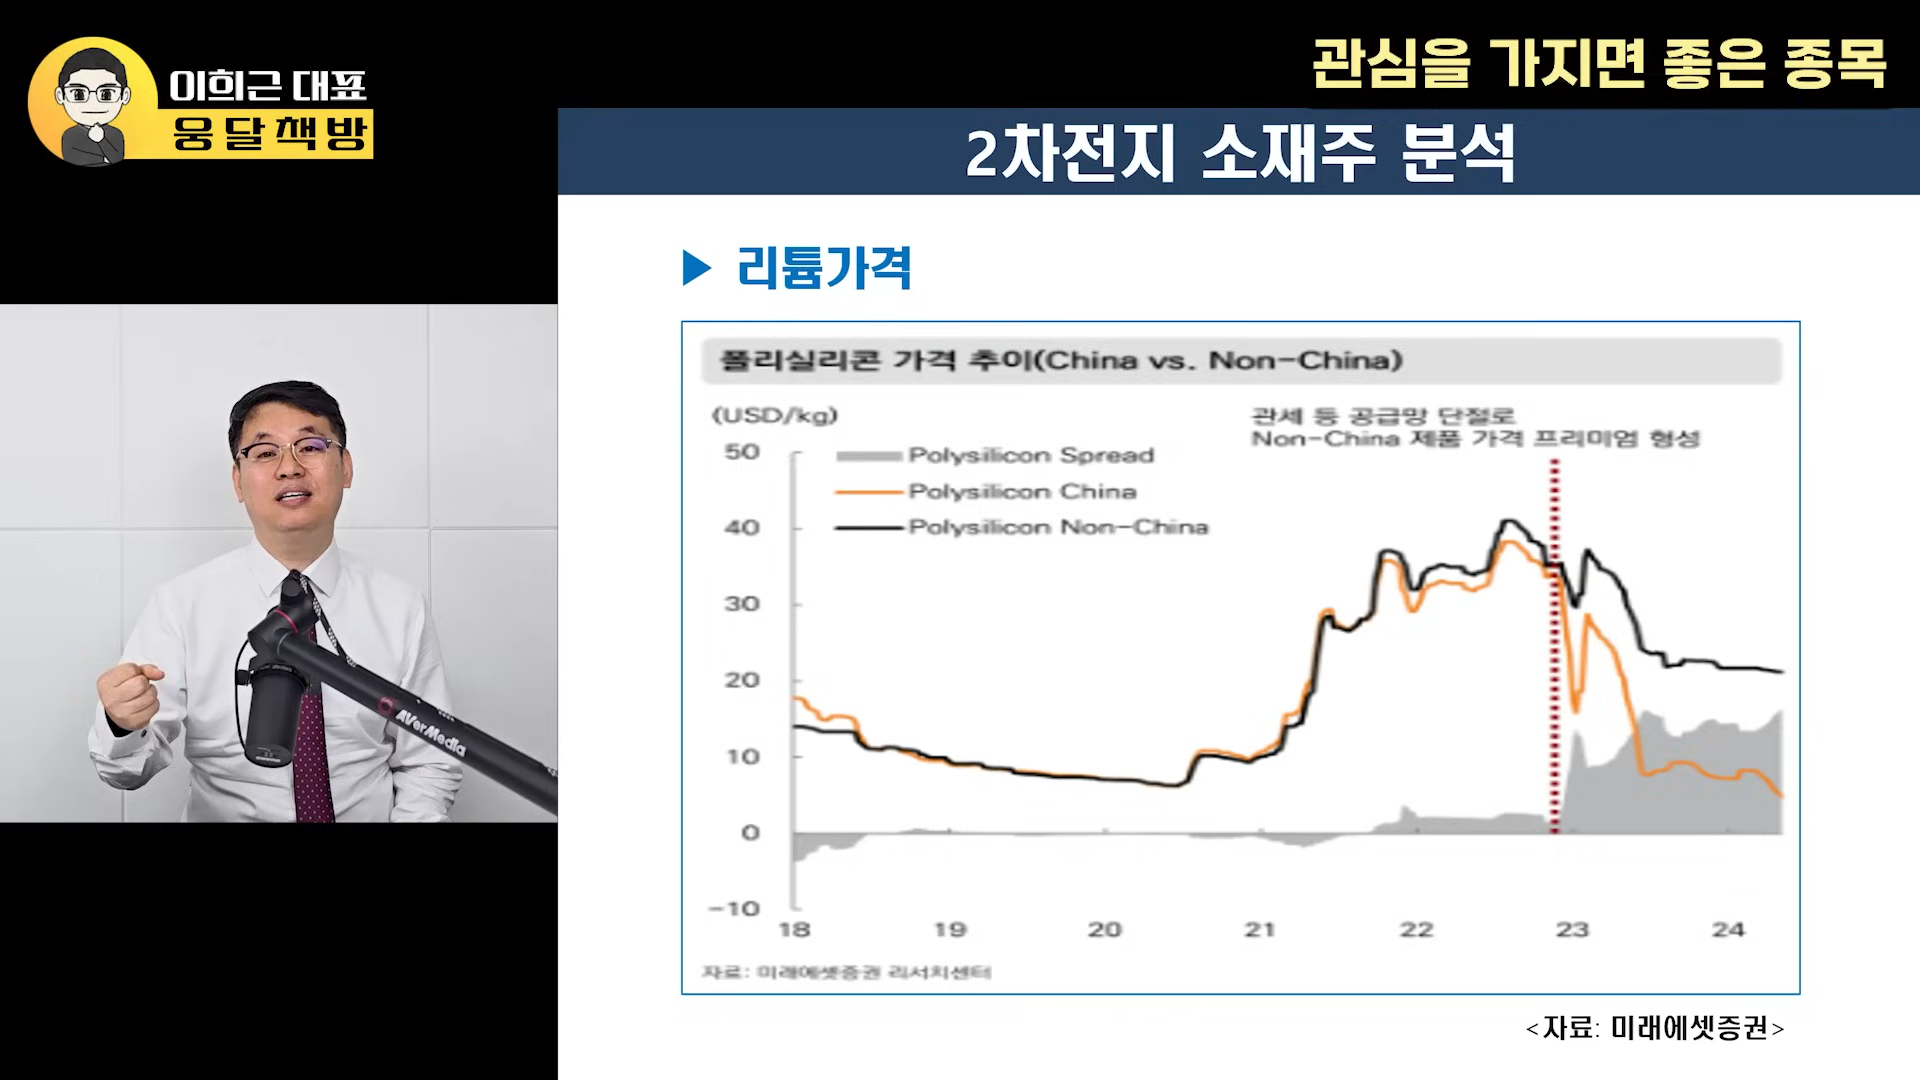 이희근 대표
웅달책방
관심을 가지면 좋은 종목
2차전지 소재주 분석
▶ 리튬가격
폴리실리콘 가격 추이(China vs. Non-China)
(USD/kg)
관세 등 공급망 단절로
Non-China 제품 가격 프리미엄 형성
Polysilicon Spread
Polysilicon China
Polysilicon Non-China
50
40
30
20
10
0
-10
18 19 20 21 22 23 24
자료: 미래에셋증권 리서치센터
<자료: 미래에셋증권>
AVerMedia